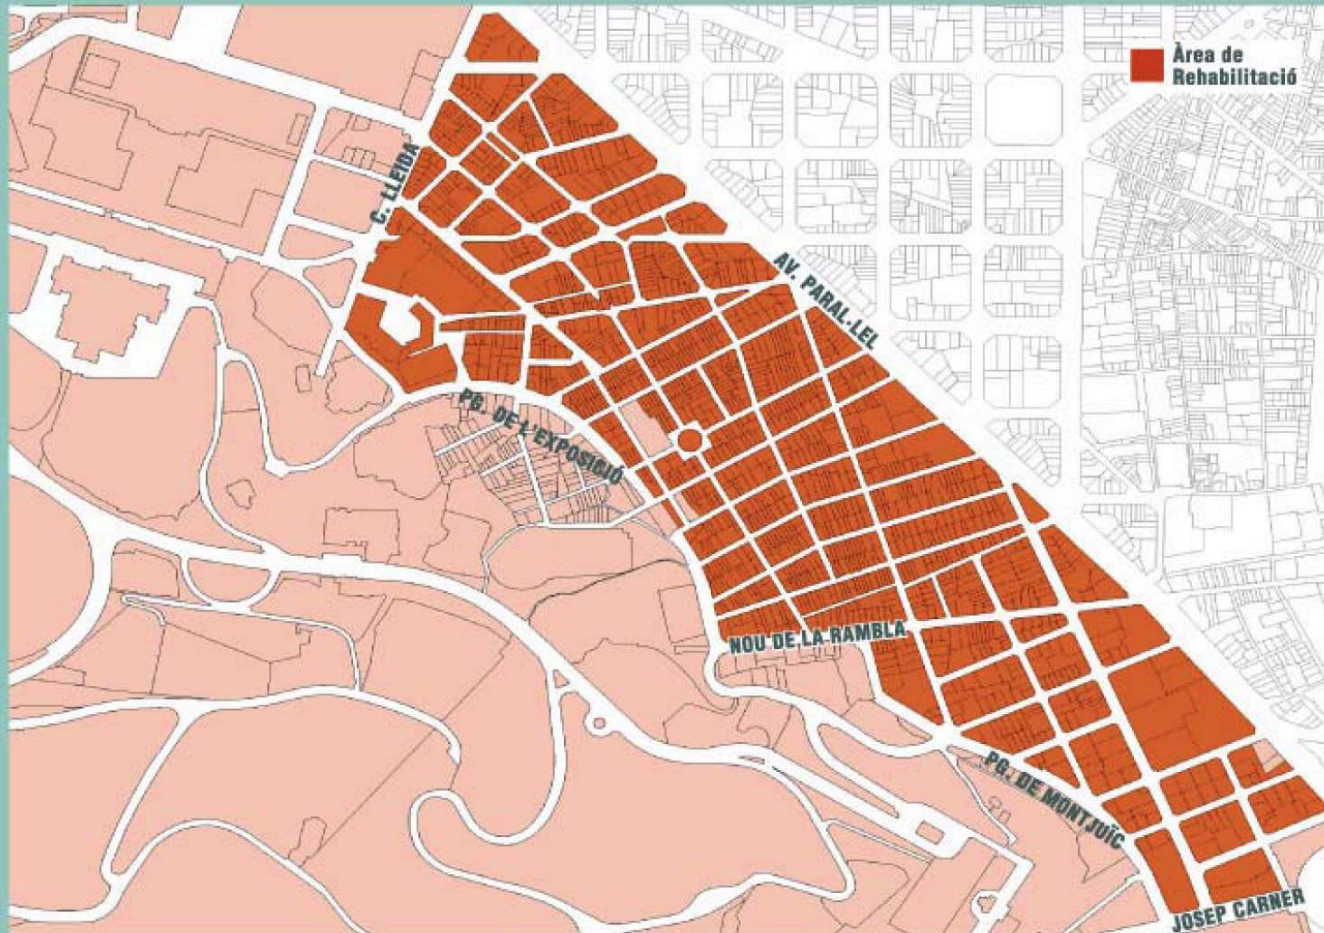 Àrea de
Rehabilitació
C. LLEIDA
AV. PARAL·LEL
PG. DE L'EXPOSICIÓ
NOU DE LA RAMBLA
PG. DE MONTJUÏC
JOSEP CARNER